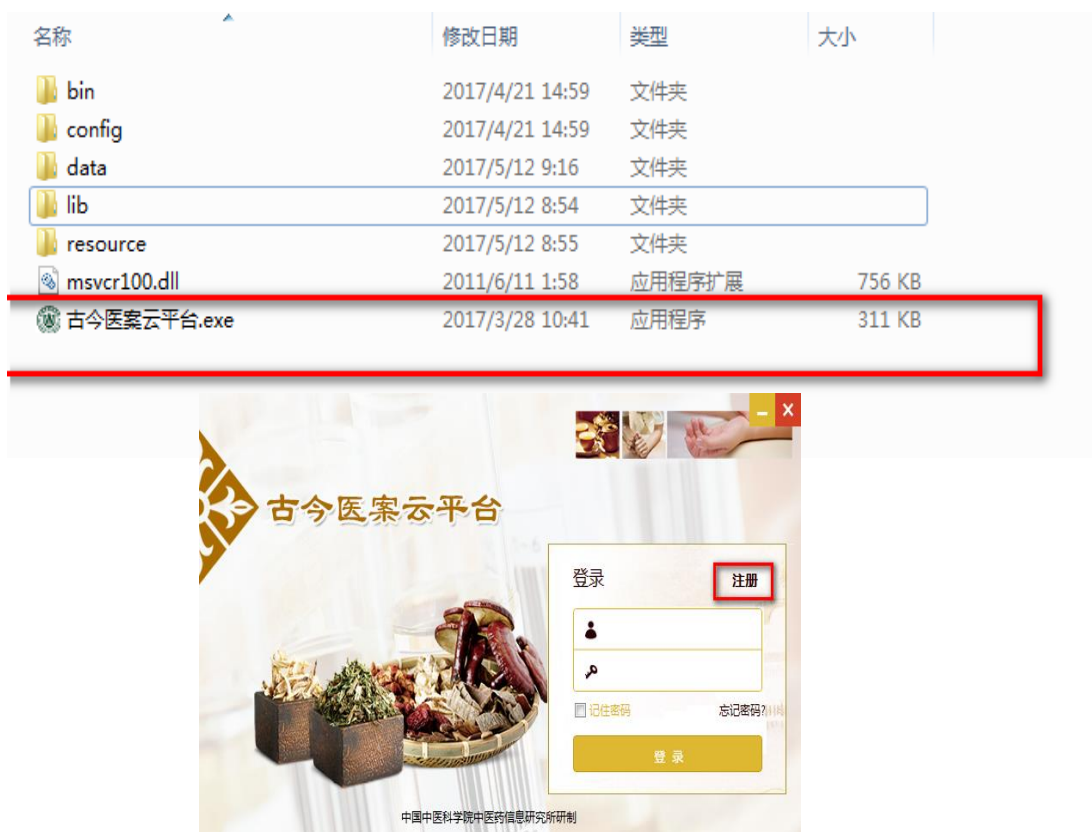 名称 修改日期 类型 大小
bin 2017/4/21 14:59 文件夹
config 2017/4/21 14:59 文件夹
data 2017/5/12 9:16 文件夹
lib 2017/5/12 8:54 文件夹
resource 2017/5/12 8:55 文件夹
msvcr100.dll 2011/6/11 1:58 应用程序扩展 756 KB
古今医案云平台.exe 2017/3/28 10:41 应用程序 311 KB
古今医案云平台
登录 注册
记住密码 忘记密码?
登 录
中国中医科学院中医药信息研究所研制